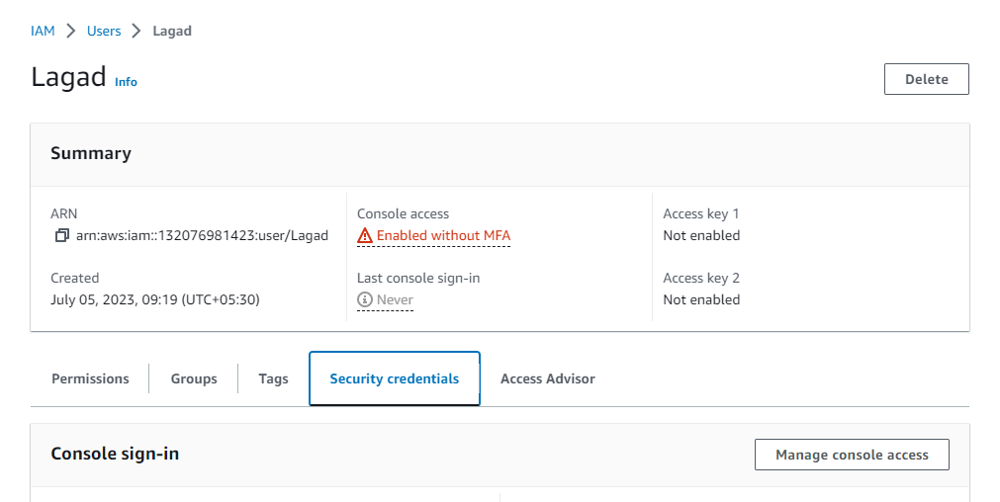 IAM > Users > Lagad
Lagad Info
Delete
Summary
ARN
arn:aws:iam::132076981423:user/Lagad
Created
July 05, 2023, 09:19 (UTC+05:30)
Console access
Enabled without MFA
Last console sign-in
Never
Access key 1
Not enabled
Access key 2
Not enabled
Permissions Groups Tags Security credentials Access Advisor
Console sign-in
Manage console access